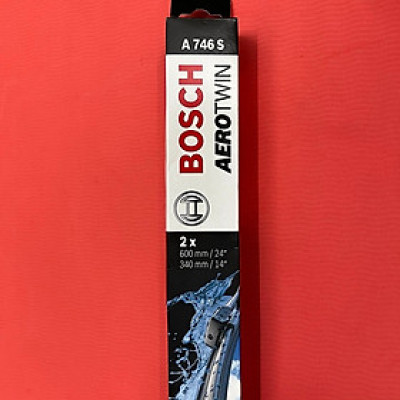 A 746 S
BOSCH
AEROTWIN
2 x
600 mm / 24"
340 mm / 14"